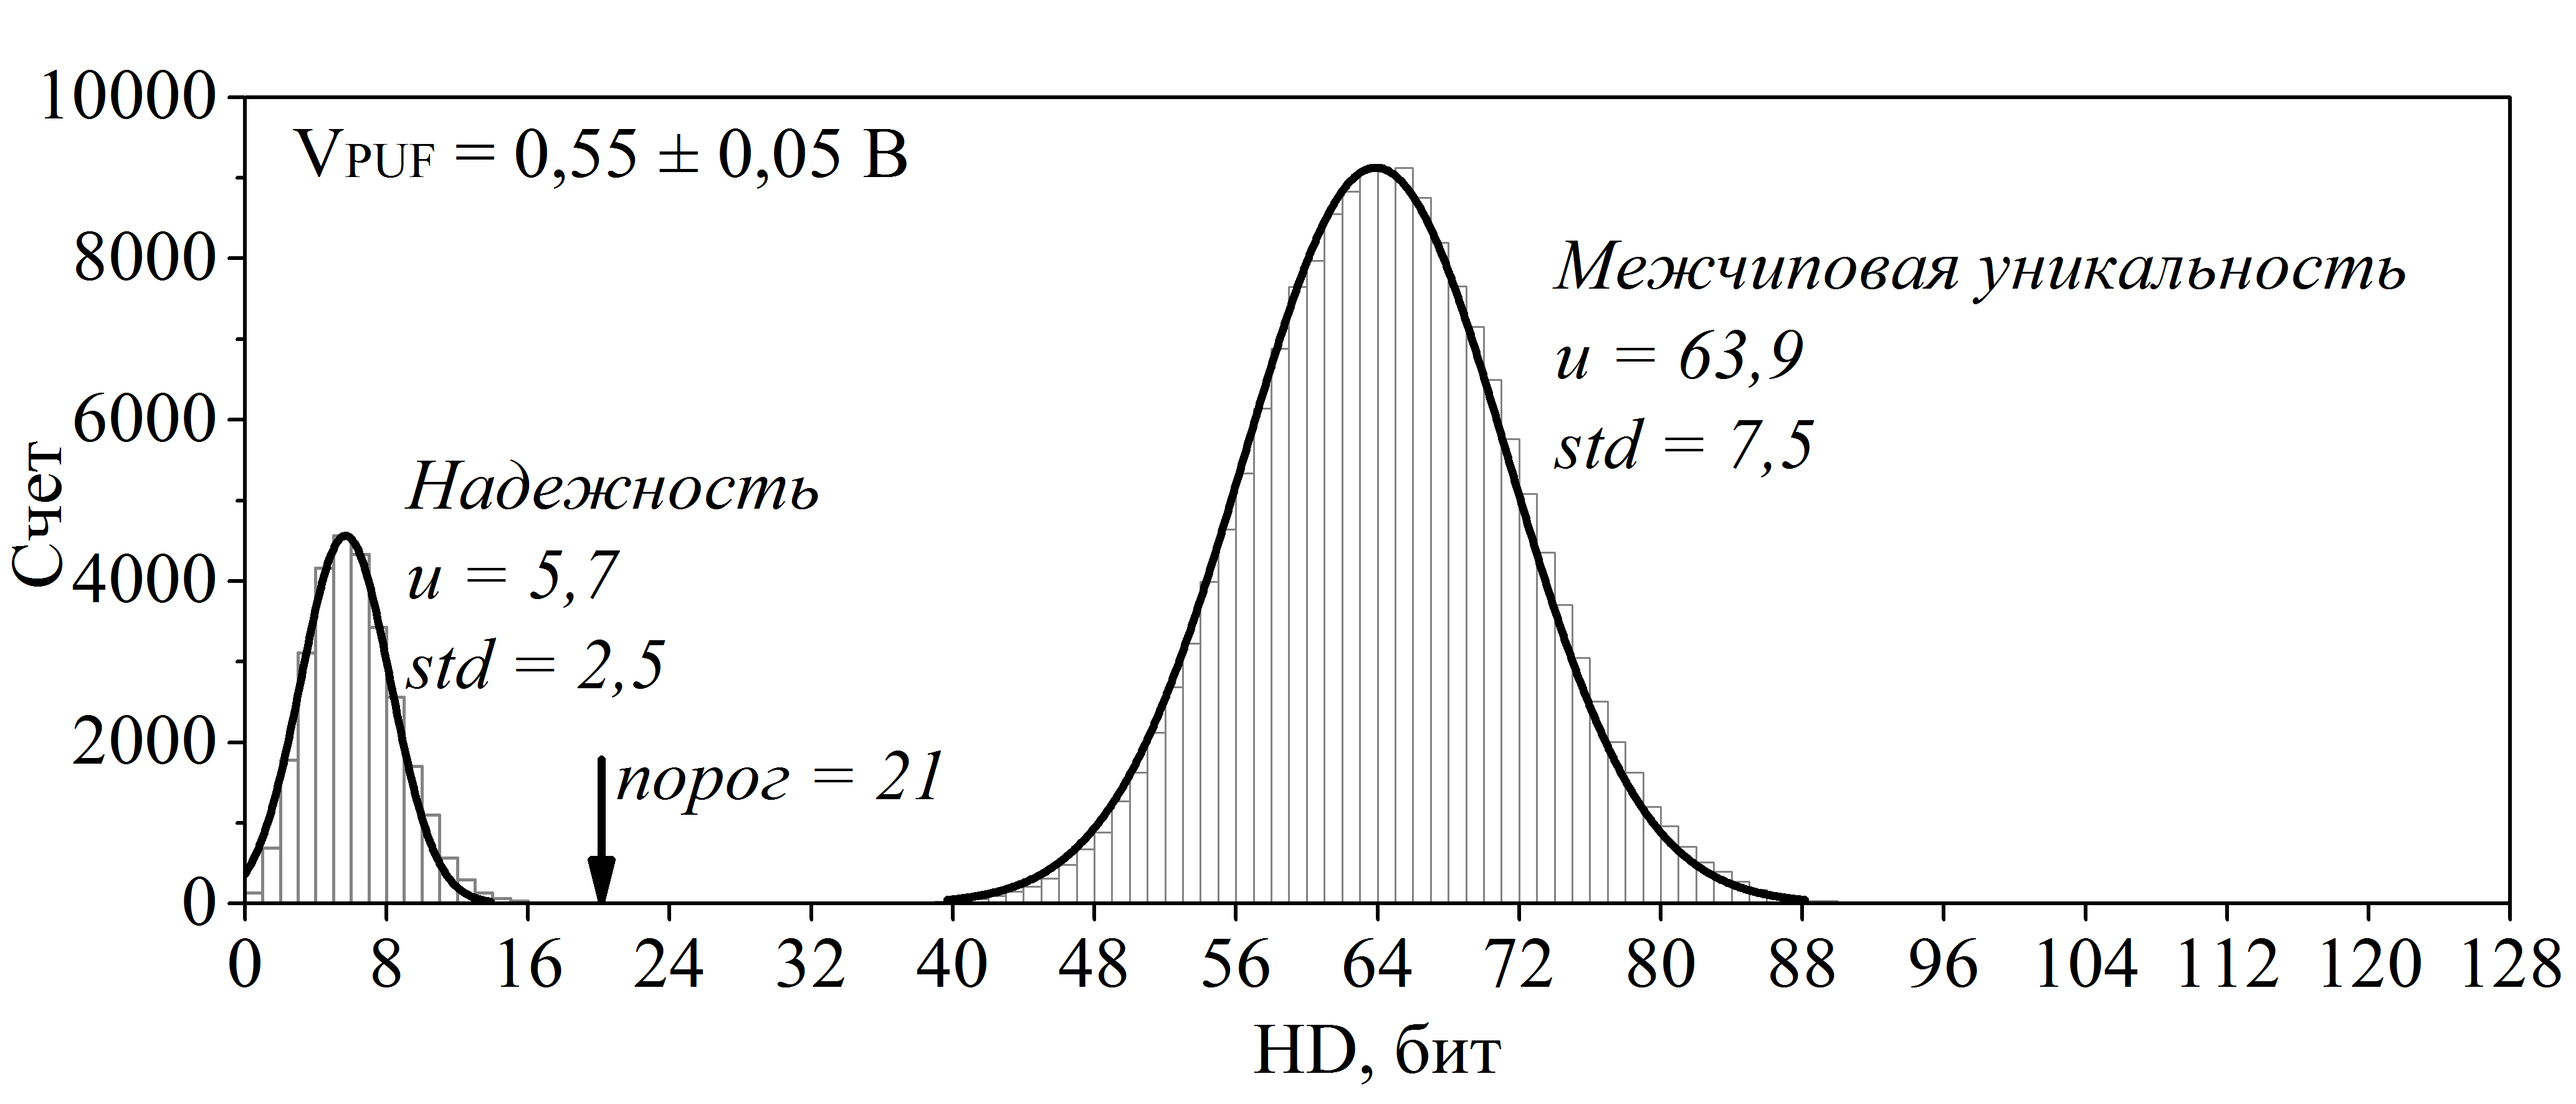 10000
8000
6000
4000
2000
0
Счет
VPUF = 0,55 ± 0,05 В
Надежность
u = 5,7
std = 2,5
порог = 21
Межчиповая уникальность
u = 63,9
std = 7,5
0 8 16 24 32 40 48 56 64 72 80 88 96 104 112 120 128
HD, бит